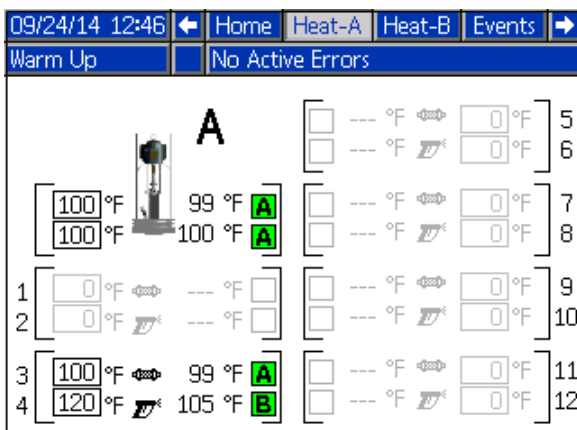 09/24/14 12:46 Home Heat-A Heat-B Events
Warm Up No Active Errors
A
--- °F 0 °F 5
--- °F 0 °F 6
100 °F 99 °F A
100 °F 100 °F A
--- °F 0 °F 7
--- °F 0 °F 8
1 0 °F --- °F
2 0 °F --- °F
--- °F 0 °F 9
--- °F 0 °F 10
3 100 °F 99 °F A
4 120 °F 105 °F B
--- °F 0 °F 11
--- °F 0 °F 12